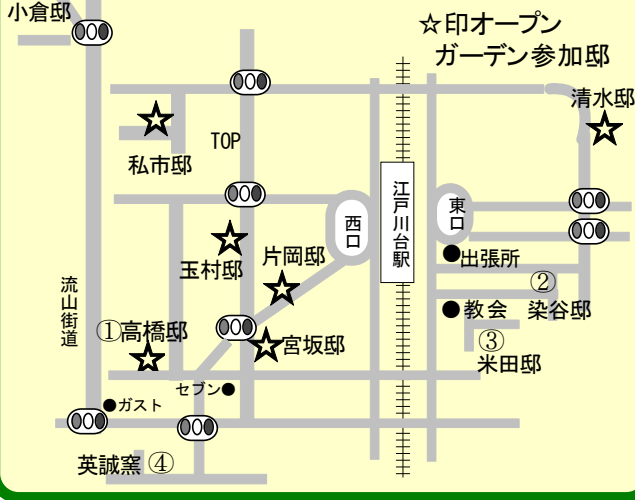 小倉邸
☆印オープン
ガーデン参加邸
清水邸
私市邸
TOP
江戸川台駅
西口
東口
玉村邸
片岡邸
出張所
②
染谷邸
流山街道
①高橋邸
宮坂邸
教会
③
米田邸
セブン●
●ガスト
英誠窯④